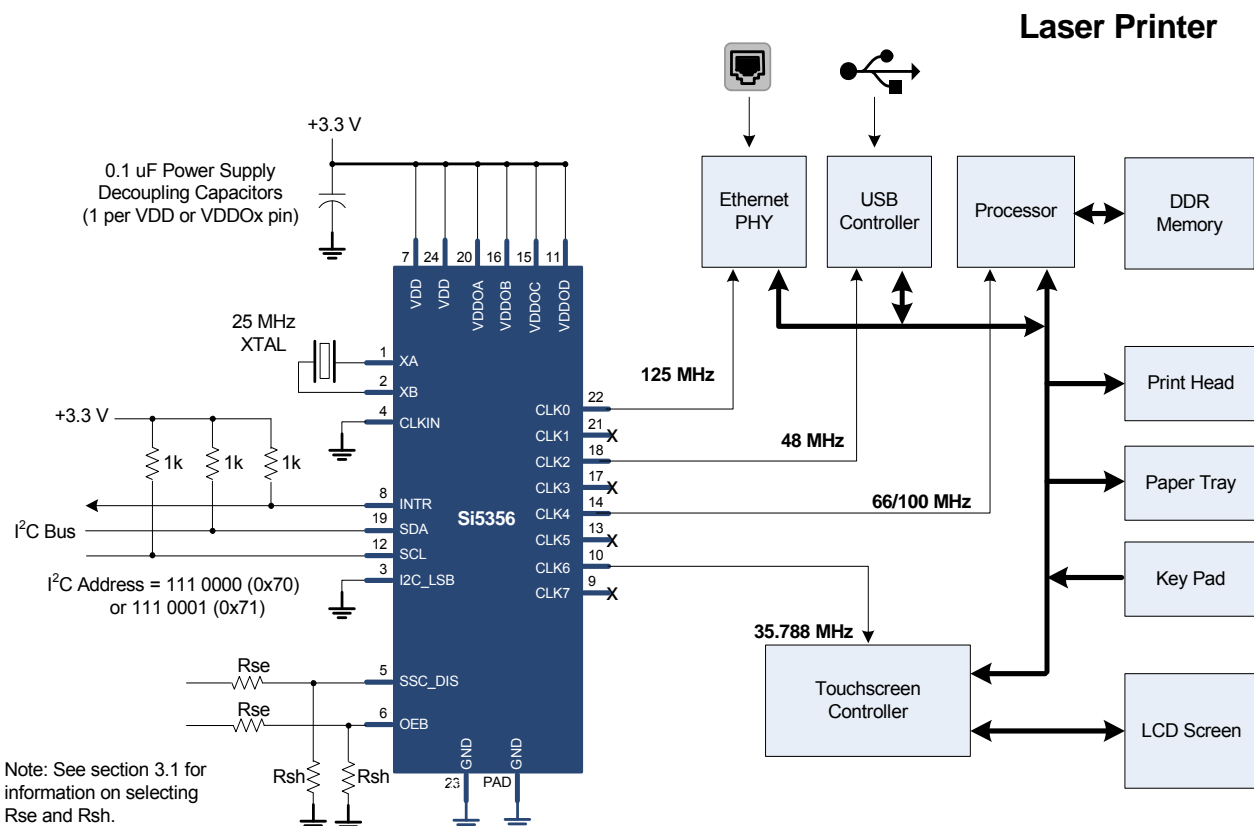 Laser Printer
+3.3 V
0.1 uF Power Supply
Decoupling Capacitors
(1 per VDD or VDDOx pin)
7
24
20
16
15
11
VDD
VDD
VDDOA
VDDOB
VDDOC
VDDOD
Ethernet
PHY
USB
Controller
Processor
DDR
Memory
25 MHz
XTAL
1
XA
2
XB
4
CLKIN
+3.3 V
1k
1k
1k
8
INTR
19
SDA
12
SCL
3
I2C_LSB
I²C Bus
I²C Address = 111 0000 (0x70)
or 111 0001 (0x71)
Si5356
CLK0
22
125 MHz
CLK1
21
X
CLK2
18
48 MHz
CLK3
17
X
CLK4
14
66/100 MHz
CLK5
13
X
CLK6
10
CLK7
9
X
35.788 MHz
Print Head
Paper Tray
Key Pad
Touchscreen
Controller
LCD Screen
Rse
5
SSC_DIS
Rse
6
OEB
Rsh
Rsh
GND
GND
23
PAD
Note: See section 3.1 for
information on selecting
Rse and Rsh.